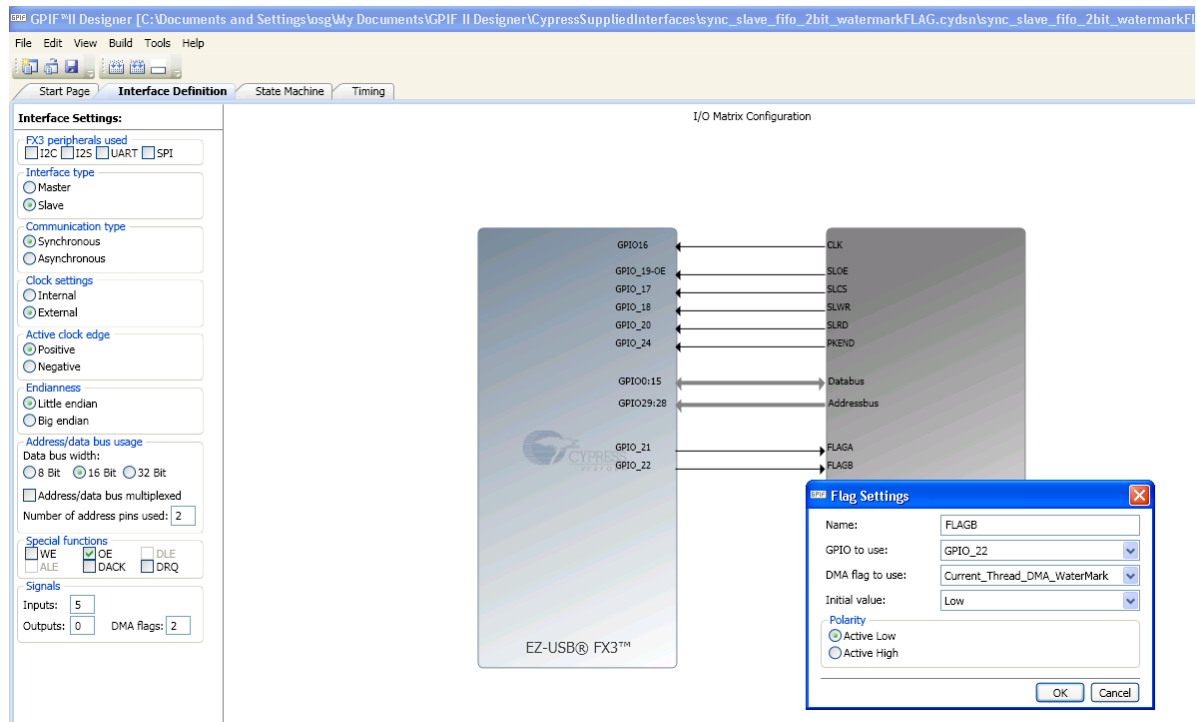 GPIF™II Designer [C:\Documents and Settings\osg\My Documents\GPIF II Designer\CypressSuppliedInterfaces\sync_slave_fifo_2bit_watermarkFLAG.cydsn\sync_slave_fifo_2bit_watermarkFL
File Edit View Build Tools Help
Start Page Interface Definition State Machine Timing
Interface Settings:
FX3 peripherals used
I2C I2S UART SPI
Interface type
Master
Slave
Communication type
Synchronous
Asynchronous
Clock settings
Internal
External
Active clock edge
Positive
Negative
Endianness
Little endian
Big endian
Address/data bus usage
Data bus width:
8 Bit 16 Bit 32 Bit
Address/data bus multiplexed
Number of address pins used: 2
Special functions
WE OE DLE
ALE DACK DRQ
Signals
Inputs: 5
Outputs: 0 DMA flags: 2
I/O Matrix Configuration
GPIO16 CLK
GPIO_19-OE SLOE
GPIO_17 SLCS
GPIO_18 SLWR
GPIO_20 SLRD
GPIO_24 PKEND
GPIO0:15 Databus
GPIO29:28 Addressbus
GPIO_21 FLAGA
CYPRESS
GPIO_22 FLAGB
EZ-USB® FX3™
GPIF Flag Settings
Name: FLAGB
GPIO to use: GPIO_22
DMA flag to use: Current_Thread_DMA_WaterMark
Initial value: Low
Polarity
Active Low
Active High
OK Cancel